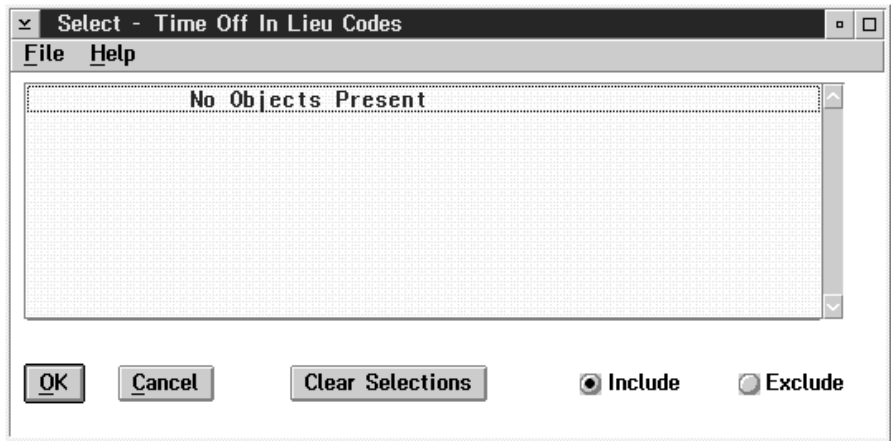 Select - Time Off In Lieu Codes
File Help
No Objects Present
OK Cancel Clear Selections Include Exclude